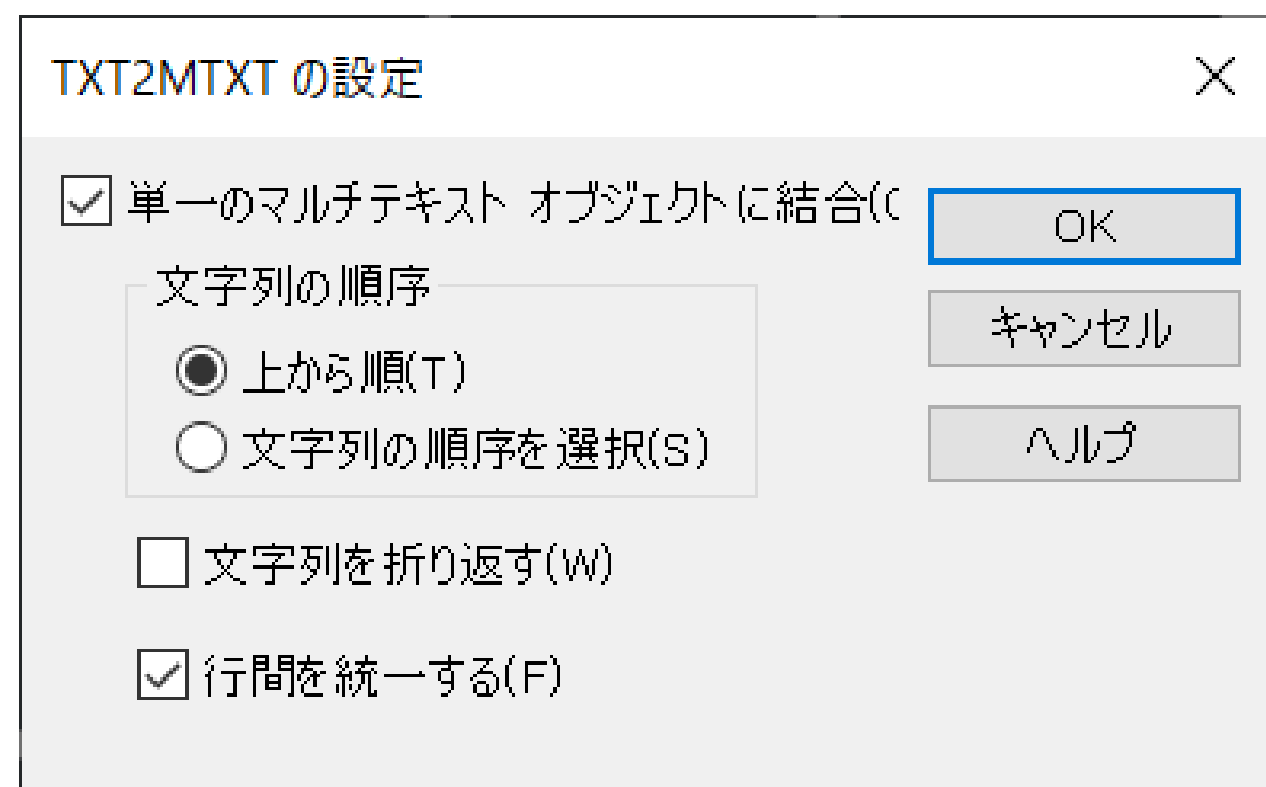 TXT2MTXT の設定
単一のマルチテキスト オブジェクトに結合(C
OK
文字列の順序
キャンセル
上から順(T)
ヘルプ
文字列の順序を選択(S)
文字列を折り返す(W)
行間を統一する(F)